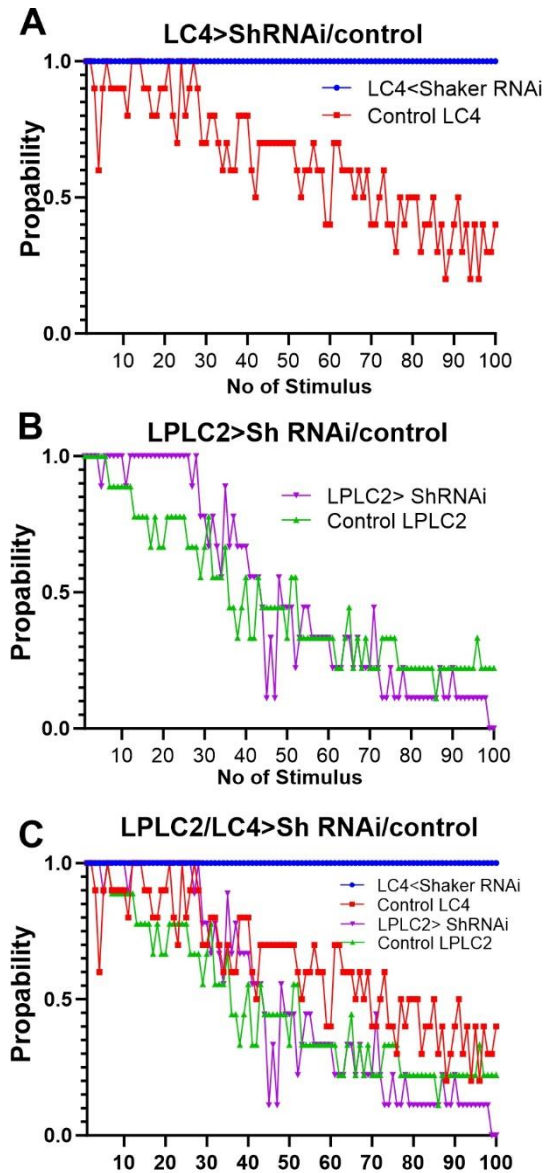 A
LC4>ShRNAi/control
1.0
LC4<Shaker RNAi
Control LC4
Propability
0.5
0.0
10 20 30 40 50 60 70 80 90 100
No of Stimulus
B
LPLC2>Sh RNAi/control
1.0
LPLC2> ShRNAi
Control LPLC2
Propability
0.5
0.0
10 20 30 40 50 60 70 80 90 100
No of Stimulus
C
LPLC2/LC4>Sh RNAi/control
1.0
LC4<Shaker RNAi
Control LC4
LPLC2> ShRNAi
Control LPLC2
Propability
0.5
0.0
10 20 30 40 50 60 70 80 90 100